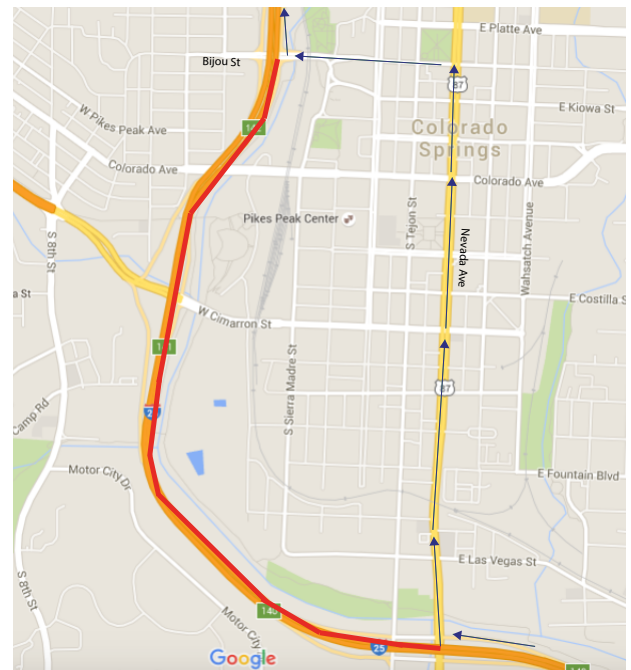 E Platte Ave
Bijou St
87
E Kiowa St
W Pikes Peak Ave
Colorado
Springs
Colorado Ave
Colorado Ave
Pikes Peak Center
S Tejon St
Nevada Ave
Wahsatch Avenue
S 8th St
E Costilla S
W Cimarron St
141
S Sierra Madre St
87
Camp Rd
Motor City Dr
E Fountain Blvd
E Las Vegas St
S 8th St
Motor City
140
25
Google